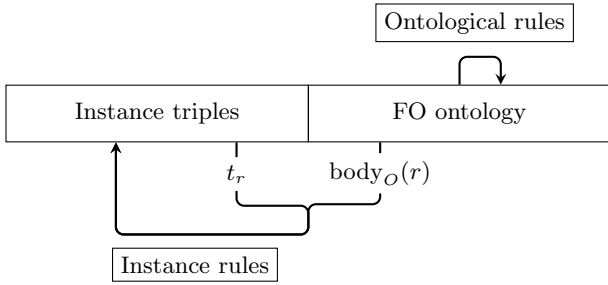 Ontological rules
Instance triples
FO ontology
t_r
body_O(r)
Instance rules